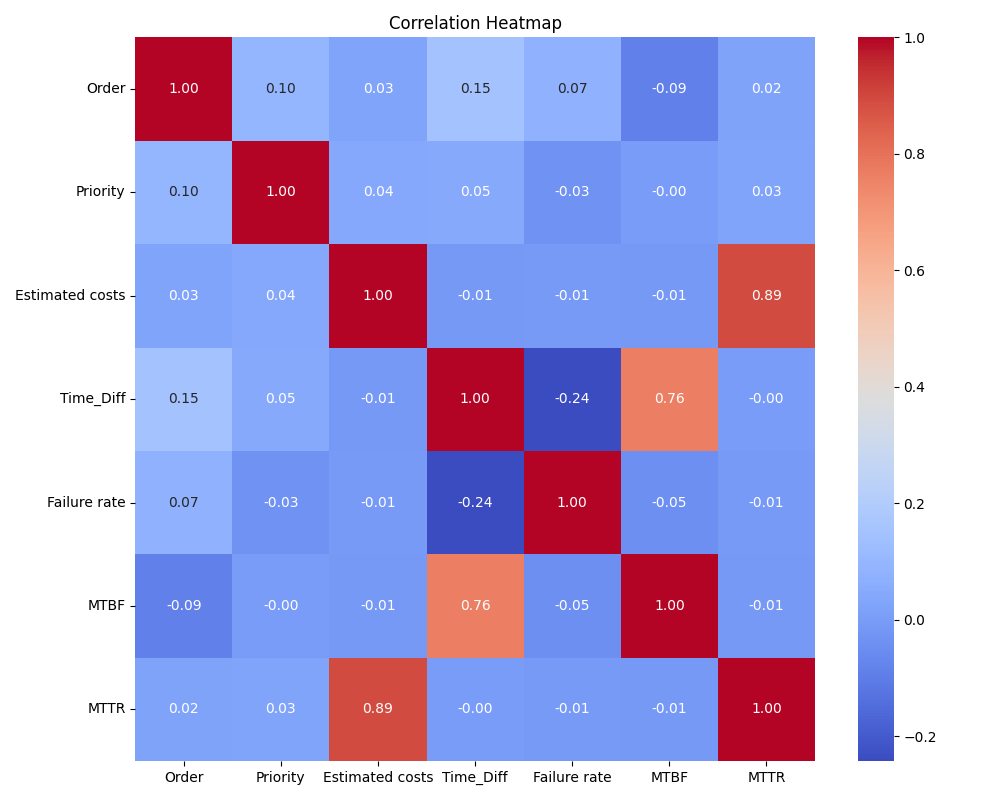 Correlation Heatmap
Order 1.00 0.10 0.03 0.15 0.07 -0.09 0.02
Priority 0.10 1.00 0.04 0.05 -0.03 -0.00 0.03
Estimated costs 0.03 0.04 1.00 -0.01 -0.01 -0.01 0.89
Time_Diff 0.15 0.05 -0.01 1.00 -0.24 0.76 -0.00
Failure rate 0.07 -0.03 -0.01 -0.24 1.00 -0.05 -0.01
MTBF -0.09 -0.00 -0.01 0.76 -0.05 1.00 -0.01
MTTR 0.02 0.03 0.89 -0.00 -0.01 -0.01 1.00
Order Priority Estimated costs Time_Diff Failure rate MTBF MTTR
1.0
0.8
0.6
0.4
0.2
0.0
−0.2